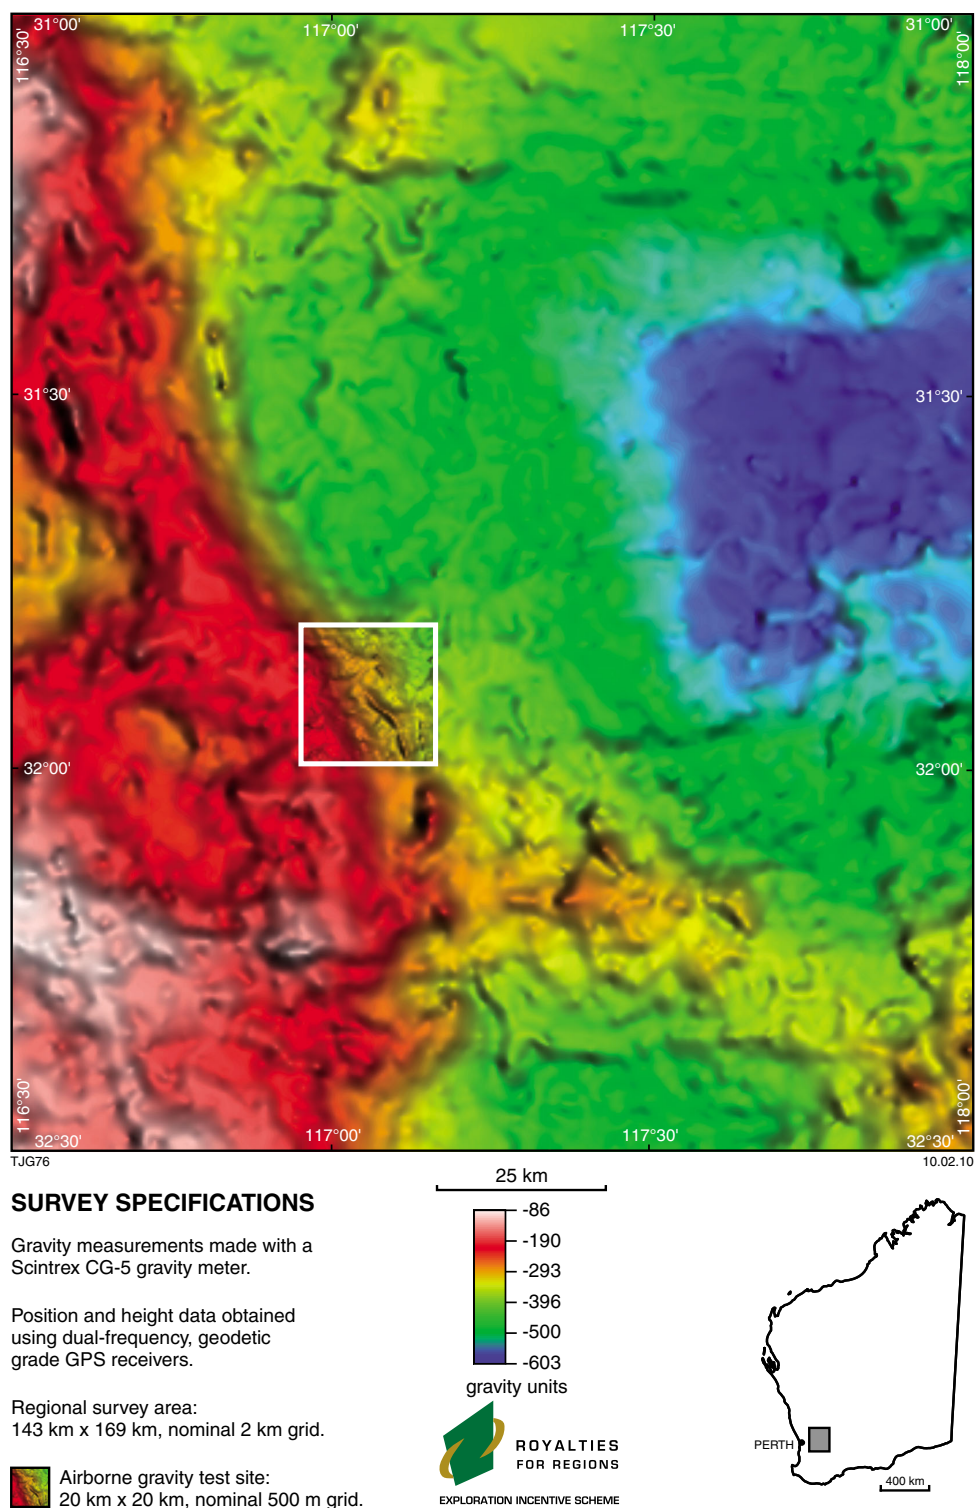 31°00'
117°00'
117°30'
31°00'
116°30'
118°00'
31°30'
31°30'
32°00'
32°00'
116°30'
118°00'
32°30'
117°00'
117°30'
32°30'
TJG76
10.02.10
25 km
SURVEY SPECIFICATIONS
Gravity measurements made with a
Scintrex CG-5 gravity meter.
Position and height data obtained
using dual-frequency, geodetic
grade GPS receivers.
Regional survey area:
143 km x 169 km, nominal 2 km grid.
Airborne gravity test site:
20 km x 20 km, nominal 500 m grid.
-86
-190
-293
-396
-500
-603
gravity units
ROYALTIES
FOR REGIONS
EXPLORATION INCENTIVE SCHEME
PERTH
400 km